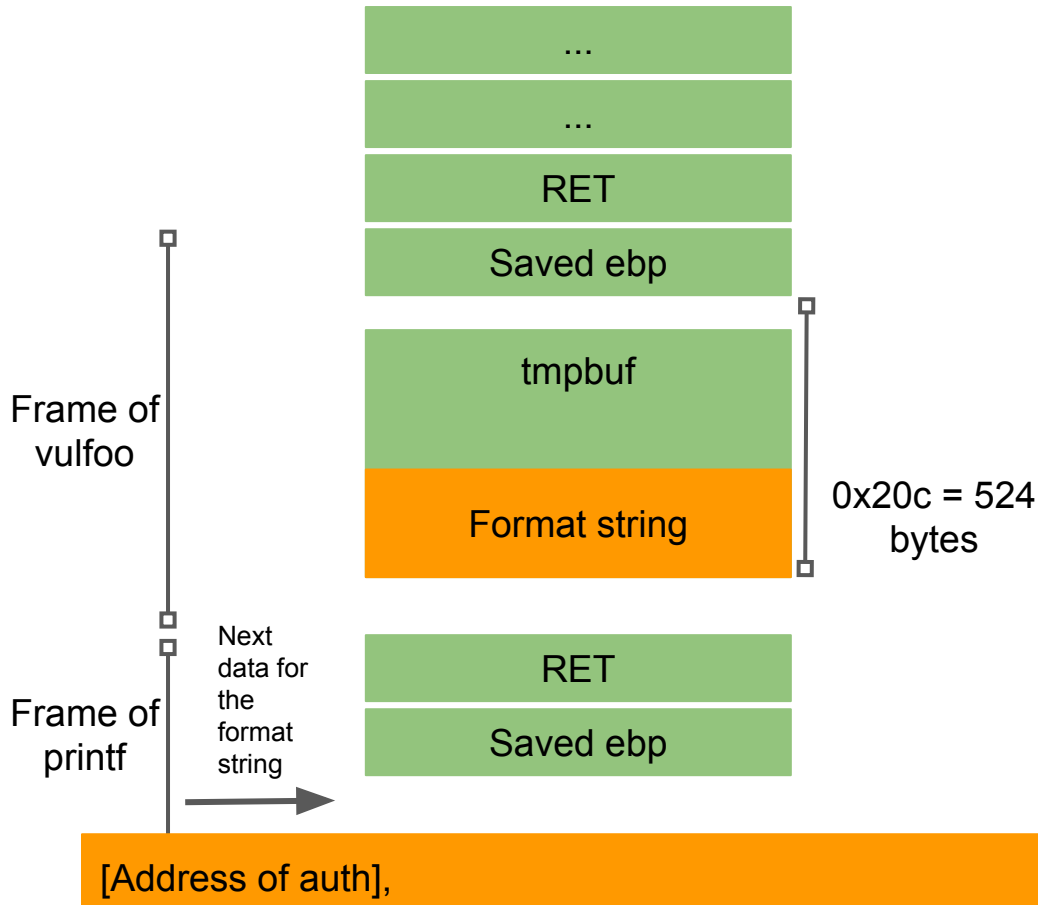 ...
...
RET
Saved ebp
tmpbuf
Frame of
vulfoo
Format string
0x20c = 524
bytes
Next
data for
the
format
string
RET
Frame of
printf
Saved ebp
[Address of auth],